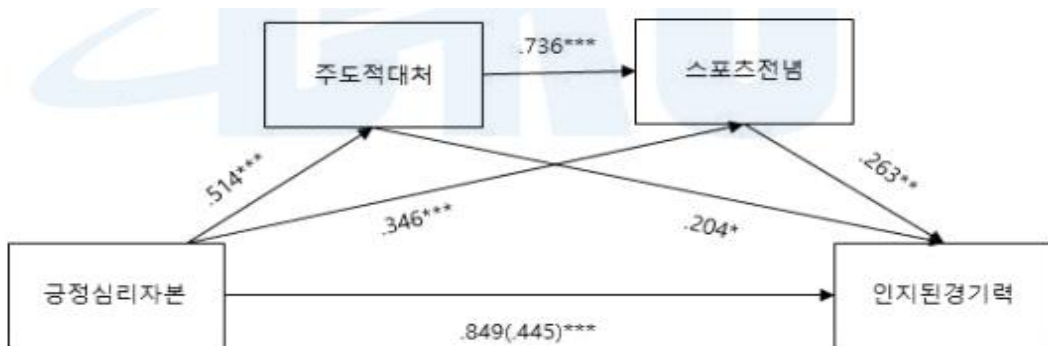 .736***
주도적대처
스포츠전념
.514***
.346***
.204*
.263**
긍정심리자본
인지된경기력
.849(.445)***